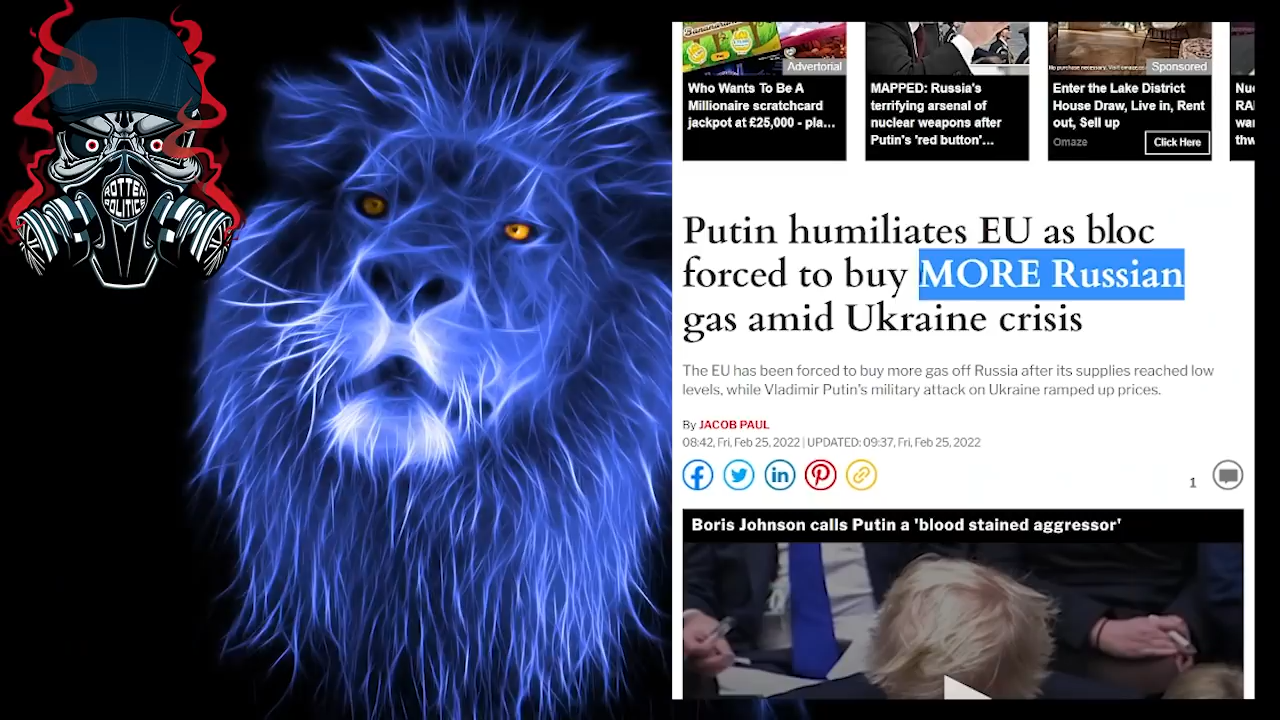 ROTTEN
POLITICS
Advertorial
Who Wants To Be A
Millionaire scratchcard
jackpot at £25,000 - pla...
MAPPED: Russia's
terrifying arsenal of
nuclear weapons after
Putin's 'red button'...
No purchase necessary. Visit
Sponsored
Enter the Lake District
House Draw, Live in, Rent
out, Sell up
Omaze
Click Here
Putin humiliates EU as bloc
forced to buy MORE Russian
gas amid Ukraine crisis
The EU has been forced to buy more gas off Russia after its supplies reached low
levels, while Vladimir Putin's military attack on Ukraine ramped up prices.
By JACOB PAUL
08:42, Fri, Feb 25, 2022 | UPDATED: 09:37, Fri, Feb 25, 2022
1
Boris Johnson calls Putin a 'blood stained aggressor'